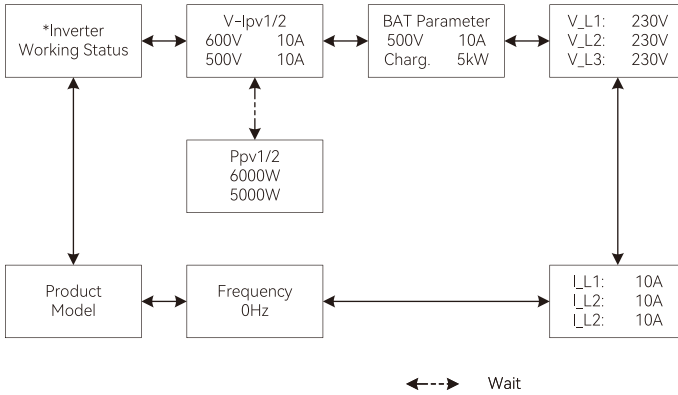 *Inverter
Working Status
V-Ipv1/2
600V 10A
500V 10A
BAT Parameter
500V 10A
Charg. 5kW
V_L1: 230V
V_L2: 230V
V_L3: 230V
Ppv1/2
6000W
5000W
Product
Model
Frequency
0Hz
I_L1: 10A
I_L2: 10A
I_L2: 10A
Wait